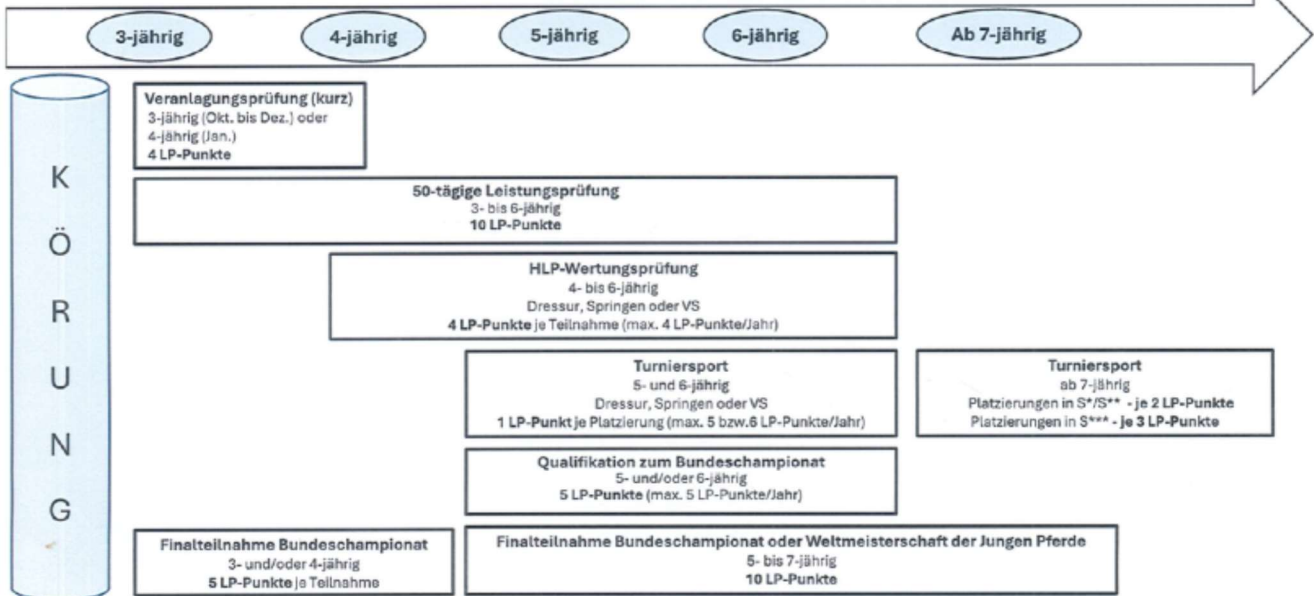 3-jährig
4-jährig
5-jährig
6-jährig
Ab 7-jährig
KÖRUNG
Veranlagungsprüfung (kurz)
3-jährig (Okt. bis Dez.) oder
4-jährig (Jan.)
4 LP-Punkte
50-tägige Leistungsprüfung
3- bis 6-jährig
10 LP-Punkte
HLP-Wertungsprüfung
4- bis 6-jährig
Dressur, Springen oder VS
4 LP-Punkte je Teilnahme (max. 4 LP-Punkte/Jahr)
Turniersport
5- und 6-jährig
Dressur, Springen oder VS
1 LP-Punkt je Platzierung (max. 5 bzw.6 LP-Punkte/Jahr)
Turniersport
ab 7-jährig
Platzierungen in S*/S** - je 2 LP-Punkte
Platzierungen in S*** - je 3 LP-Punkte
Qualifikation zum Bundeschampionat
5- und/oder 6-jährig
5 LP-Punkte (max. 5 LP-Punkte/Jahr)
Finalteilnahme Bundeschampionat
3- und/oder 4-jährig
5 LP-Punkte je Teilnahme
Finalteilnahme Bundeschampionat oder Weltmeisterschaft der Jungen Pferde
5- bis 7-jährig
10 LP-Punkte